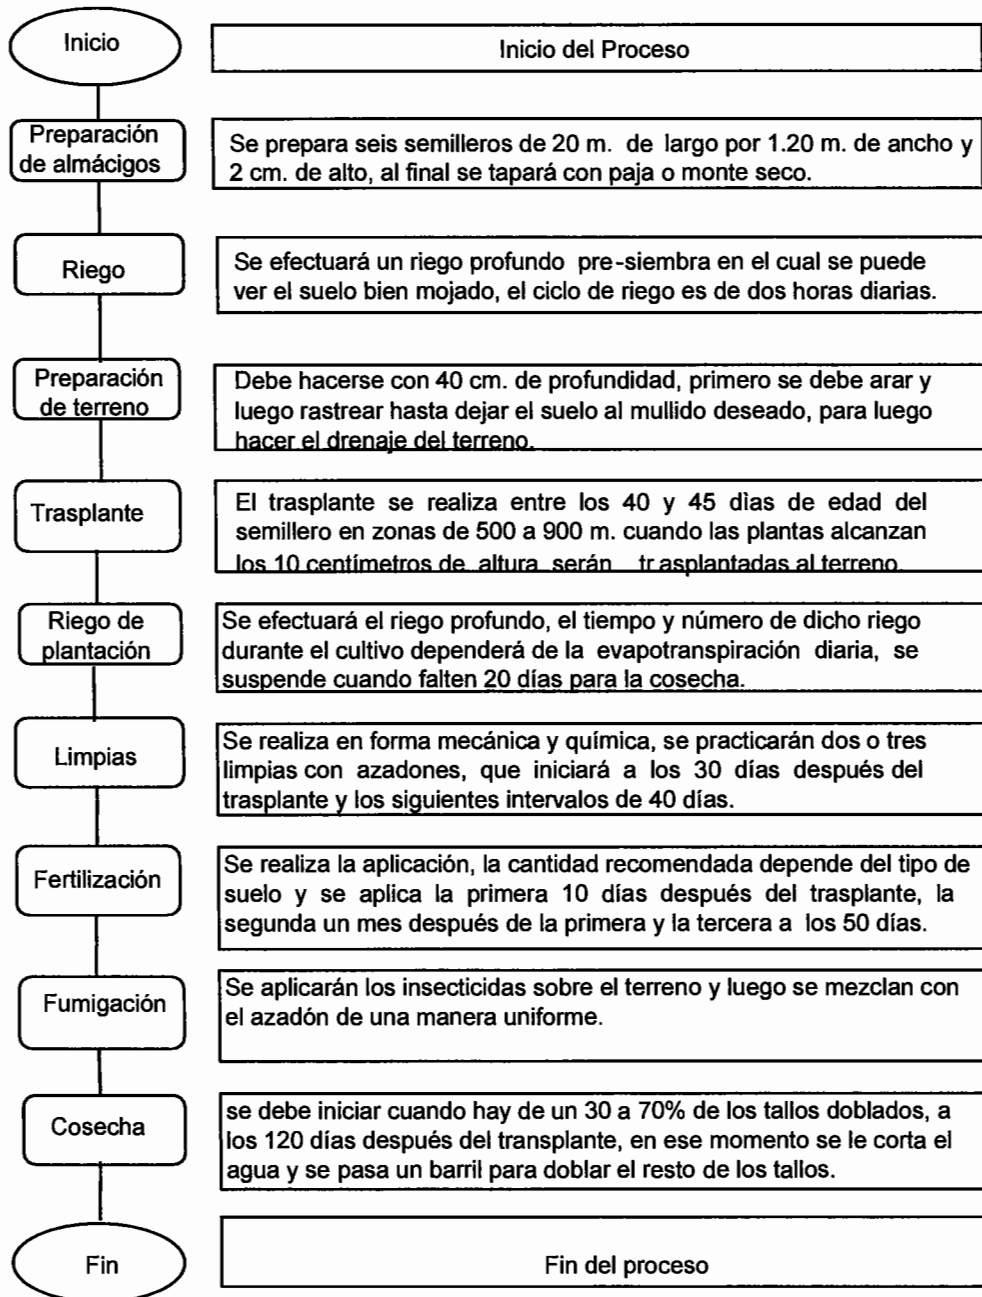 Inicio
Inicio del Proceso
Preparación
de almácigos
Se prepara seis semilleros de 20 m. de largo por 1.20 m. de ancho y
2 cm. de alto, al final se tapará con paja o monte seco.
Riego
Se efectuará un riego profundo pre-siembra en el cual se puede
ver el suelo bien mojado, el ciclo de riego es de dos horas diarias.
Preparación
de terreno
Debe hacerse con 40 cm. de profundidad, primero se debe arar y
luego rastrear hasta dejar el suelo al mullido deseado, para luego
hacer el drenaje del terreno.
Trasplante
El trasplante se realiza entre los 40 y 45 días de edad del
semillero en zonas de 500 a 900 m. cuando las plantas alcanzan
los 10 centímetros de altura serán trasplantadas al terreno.
Riego de
plantación
Se efectuará el riego profundo, el tiempo y número de dicho riego
durante el cultivo dependerá de la evapotranspiración diaria, se
suspende cuando falten 20 días para la cosecha.
Limpias
Se realiza en forma mecánica y química, se practicarán dos o tres
limpias con azadones, que iniciará a los 30 días después del
trasplante y los siguientes intervalos de 40 días.
Fertilización
Se realiza la aplicación, la cantidad recomendada depende del tipo de
suelo y se aplica la primera 10 días después del trasplante, la
segunda un mes después de la primera y la tercera a los 50 días.
Fumigación
Se aplicarán los insecticidas sobre el terreno y luego se mezclan con
el azadón de una manera uniforme.
Cosecha
se debe iniciar cuando hay de un 30 a 70% de los tallos doblados, a
los 120 días después del transplante, en ese momento se le corta el
agua y se pasa un barril para doblar el resto de los tallos.
Fin
Fin del proceso